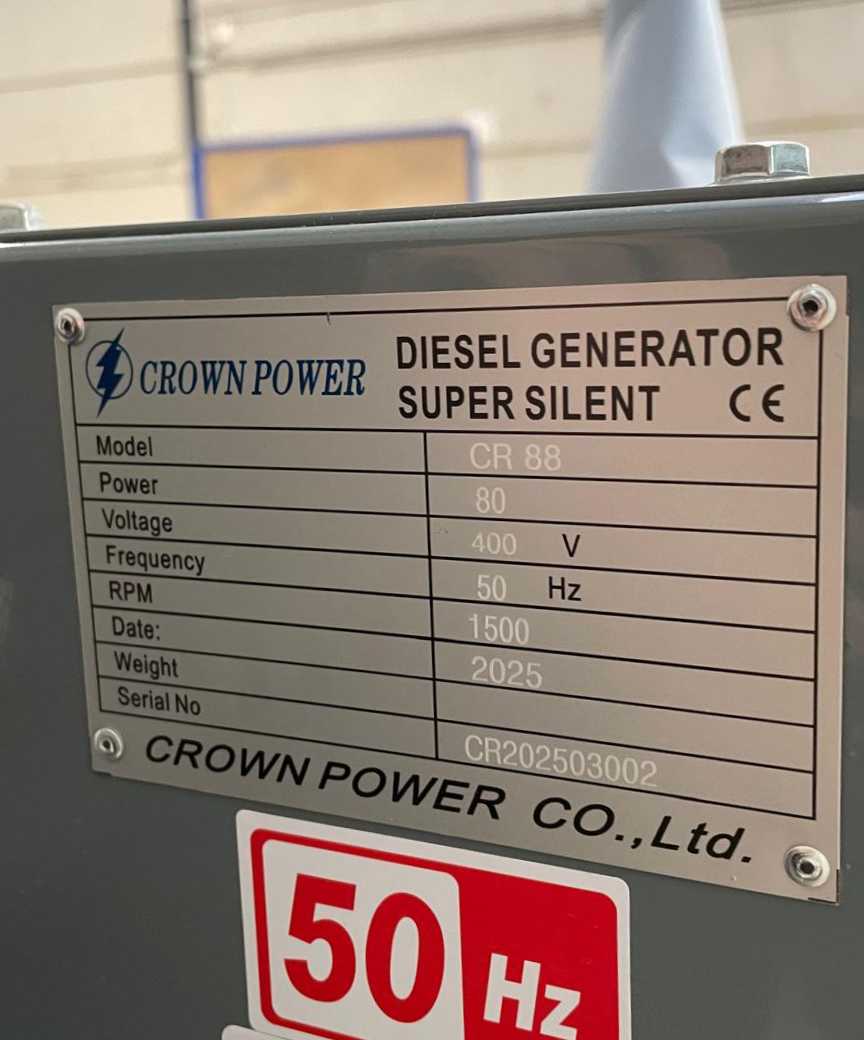 CROWN POWER
DIESEL GENERATOR
SUPER SILENT CE
Model CR 88
Power 80
Voltage 400 V
Frequency 50 Hz
RPM 1500
Date: 2025
Weight
Serial No CR202503002
CROWN POWER CO.,Ltd.
50 Hz